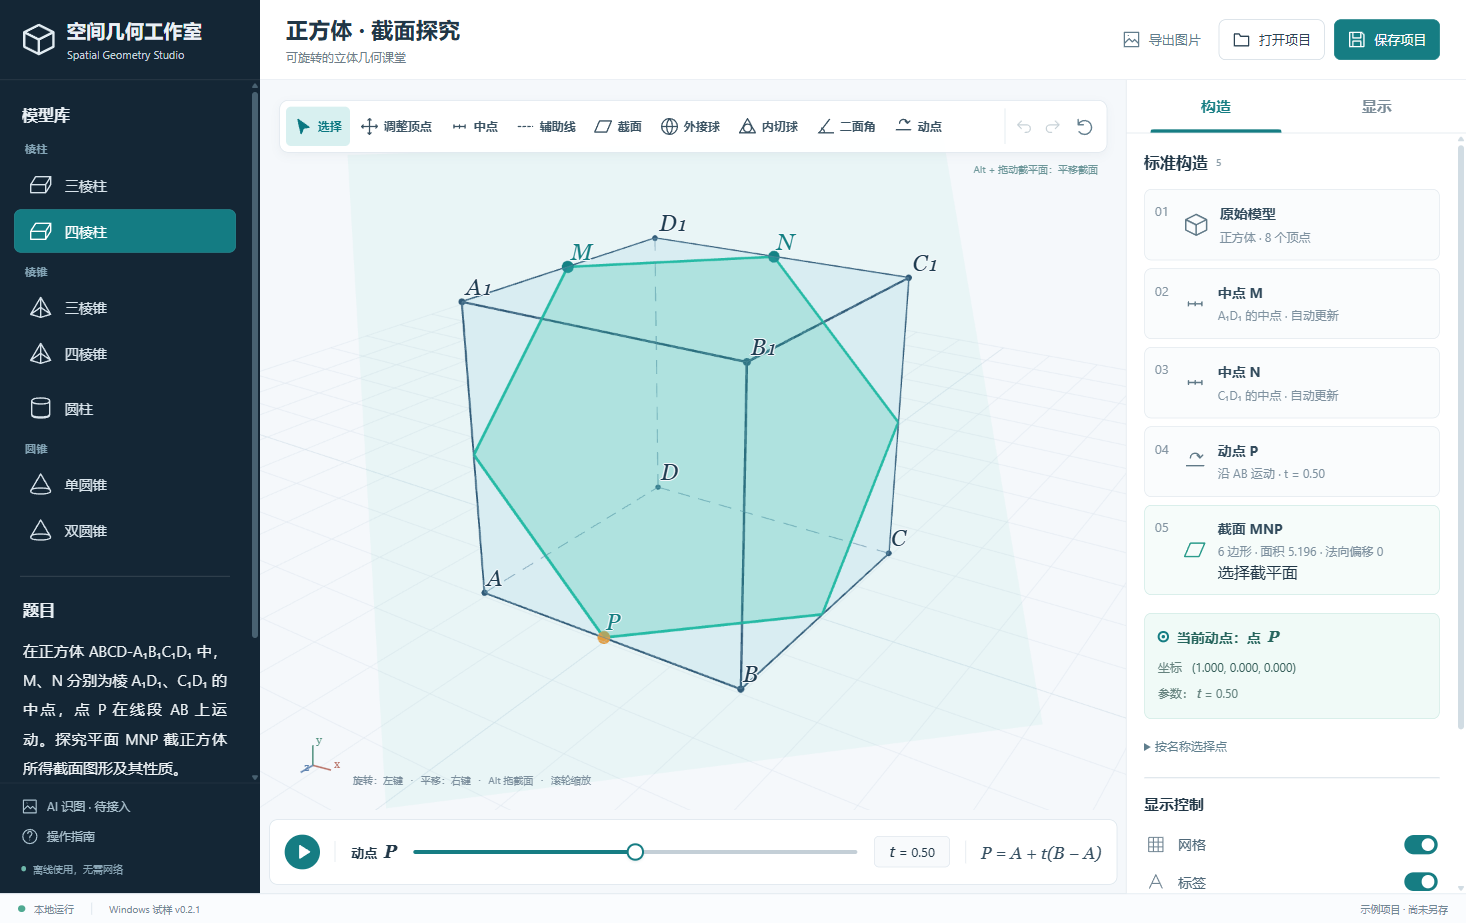 空间几何工作室
Spatial Geometry Studio
模型库
棱柱
三棱柱
四棱柱
棱锥
三棱锥
四棱锥
圆柱
圆锥
单圆锥
双圆锥
题目
在正方体 ABCD-A₁B₁C₁D₁ 中，
M、N 分别为棱 A₁D₁、C₁D₁ 的
中点，点 P 在线段 AB 上运
动。探究平面 MNP 截正方体
所得截面图形及其性质。
AI 识图 · 待接入
操作指南
离线使用，无需网络
正方体 · 截面探究
可旋转的立体几何课堂
导出图片
打开项目
保存项目
选择
调整顶点
中点
辅助线
截面
外接球
内切球
二面角
动点
Alt + 拖动截平面：平移截面
D1
M
N
C1
A1
B1
D
C
A
P
B
y
z
x
旋转：左键 · 平移：右键 · Alt 拖截面 · 滚轮缩放
动点 P
t = 0.50
P = A + t(B − A)
构造
显示
标准构造 5
01
原始模型
正方体 · 8 个顶点
02
中点 M
A₁D₁ 的中点 · 自动更新
03
中点 N
C₁D₁ 的中点 · 自动更新
04
动点 P
沿 AB 运动 · t = 0.50
05
截面 MNP
6 边形 · 面积 5.196 · 法向偏移 0
选择截平面
当前动点：点 P
坐标 (1.000, 0.000, 0.000)
参数： t = 0.50
按名称选择点
显示控制
网格
标签
本地运行
Windows 试样 v0.2.1
示例项目 · 尚未另存